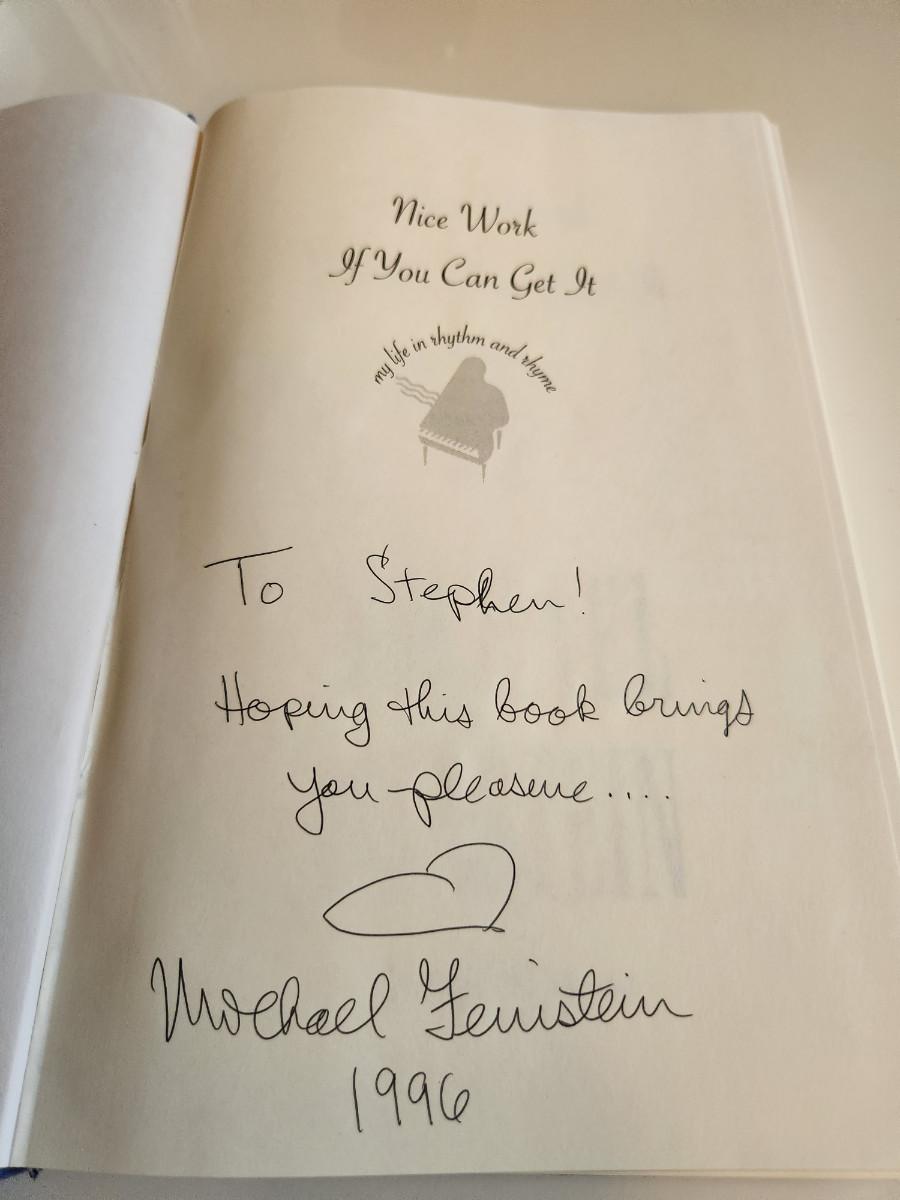 Nice Work
If You Can Get It
my life in rhythm and rhyme
To Stephen!
Hoping this book brings
you pleasure....
Michael Feinstein
1996